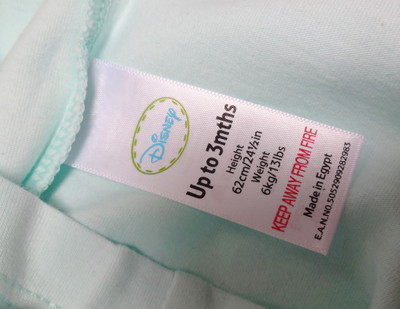 Disney
Up to 3mths
Height
62cm/24½in
Weight
6kg/13lbs
KEEP AWAY FROM FIRE
Made in Egypt
E.A.N.NO.5052909282983